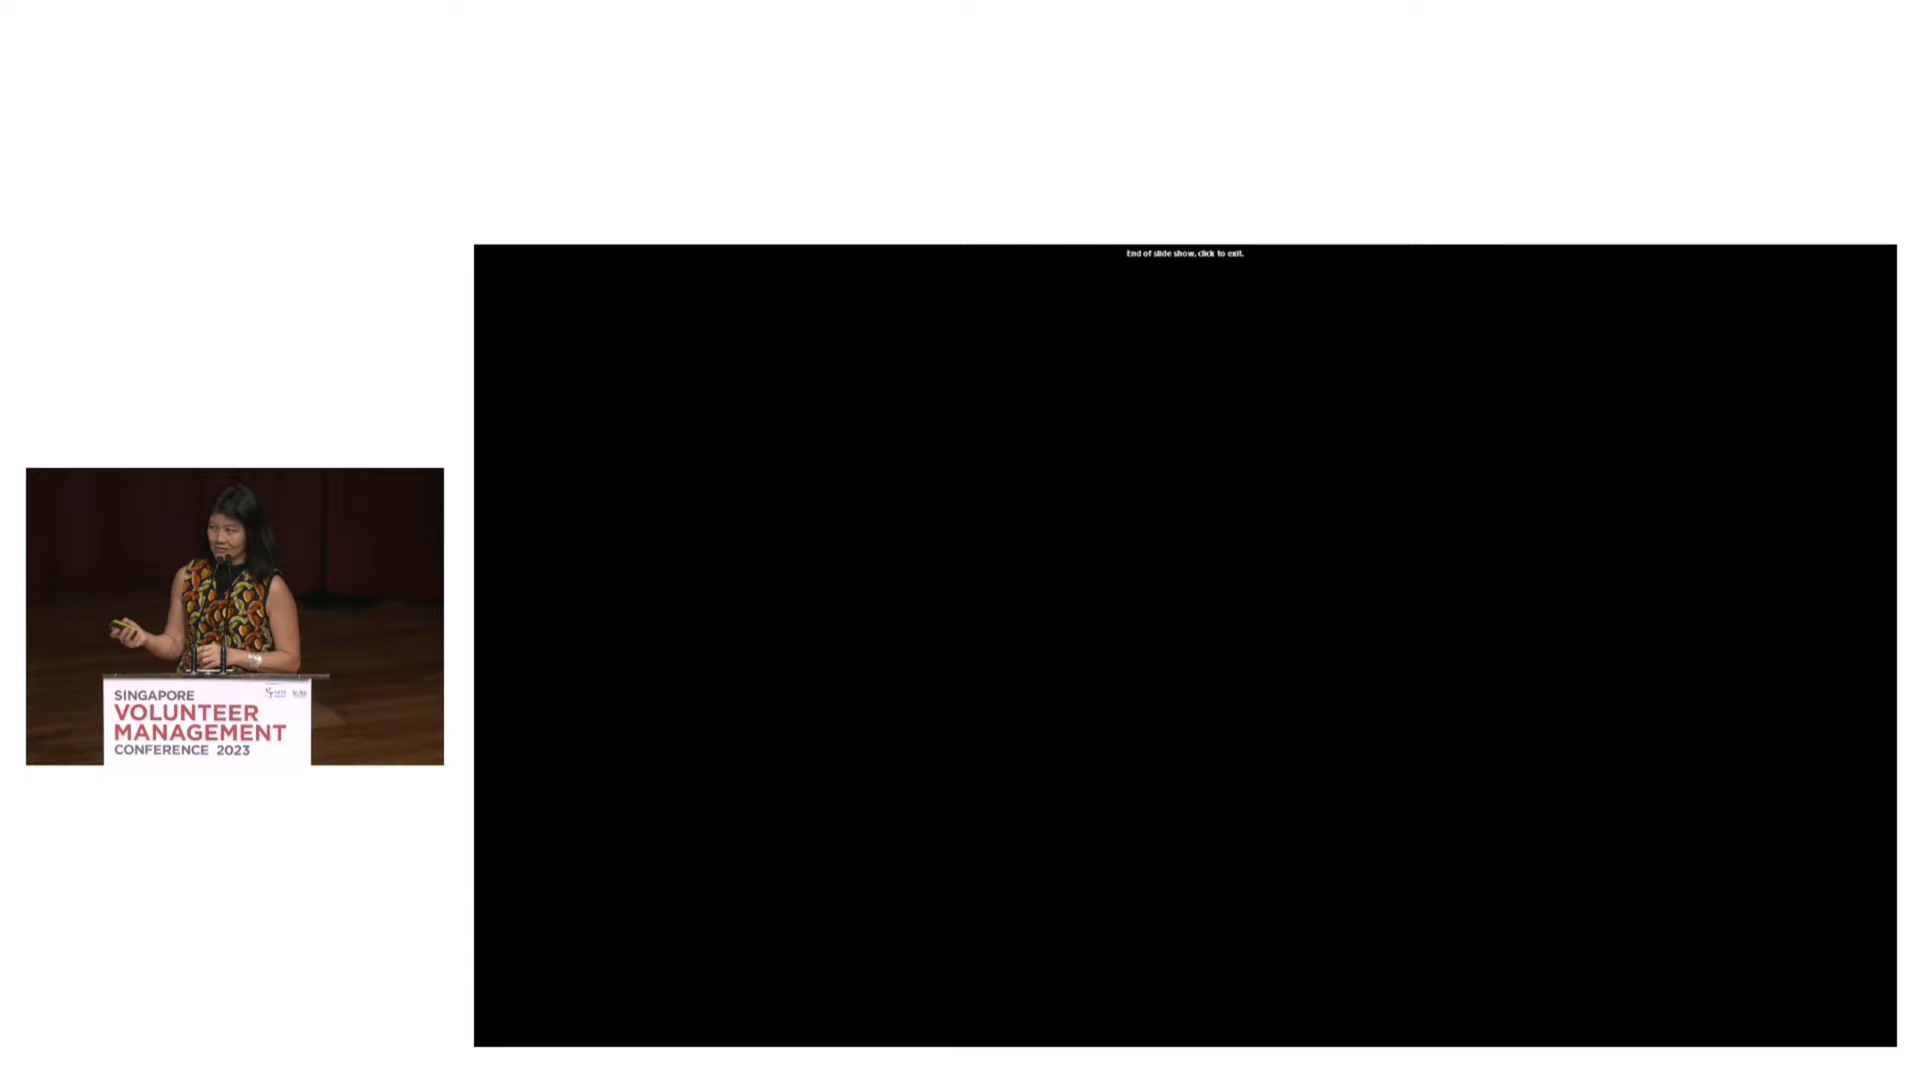 End of slide show, click to exit.
SINGAPORE
VOLUNTEER
MANAGEMENT
CONFERENCE 2023